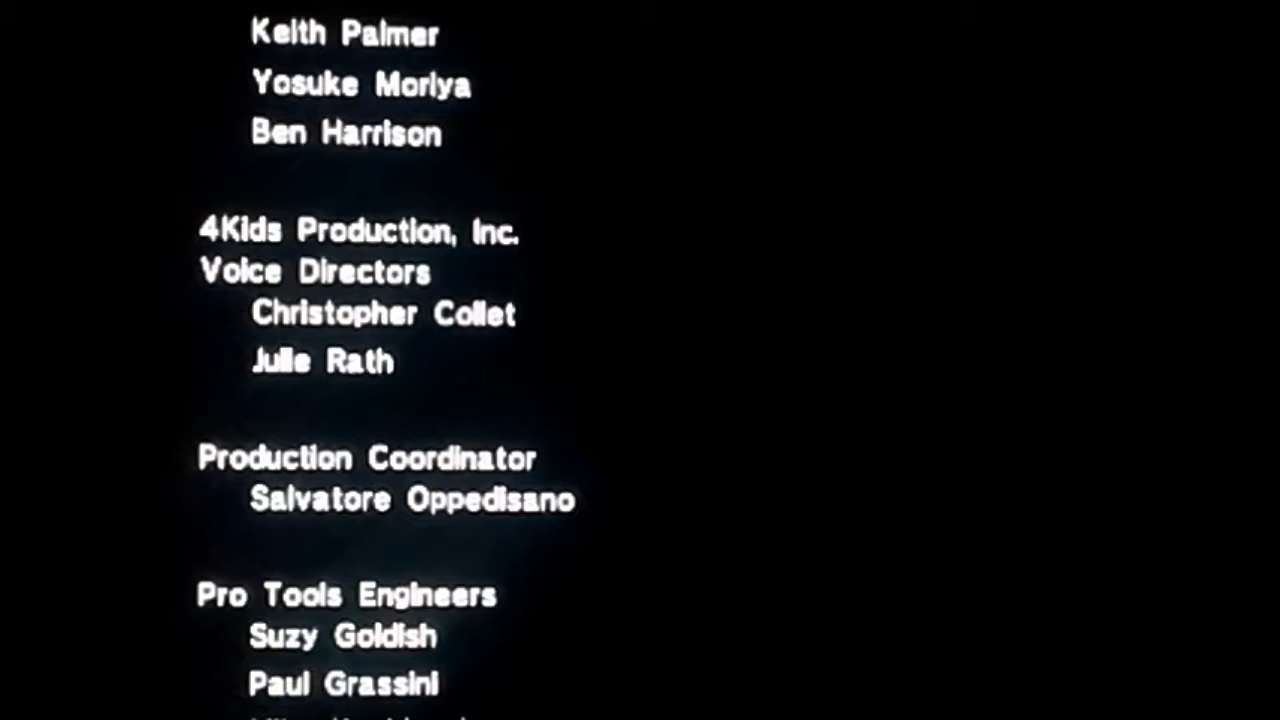 Keith Palmer
Yosuke Moriya
Ben Harrison
4Kids Production, Inc.
Voice Directors
Christopher Collet
Julie Rath
Production Coordinator
Salvatore Oppedisano
Pro Tools Engineers
Suzy Goldish
Paul Grassini